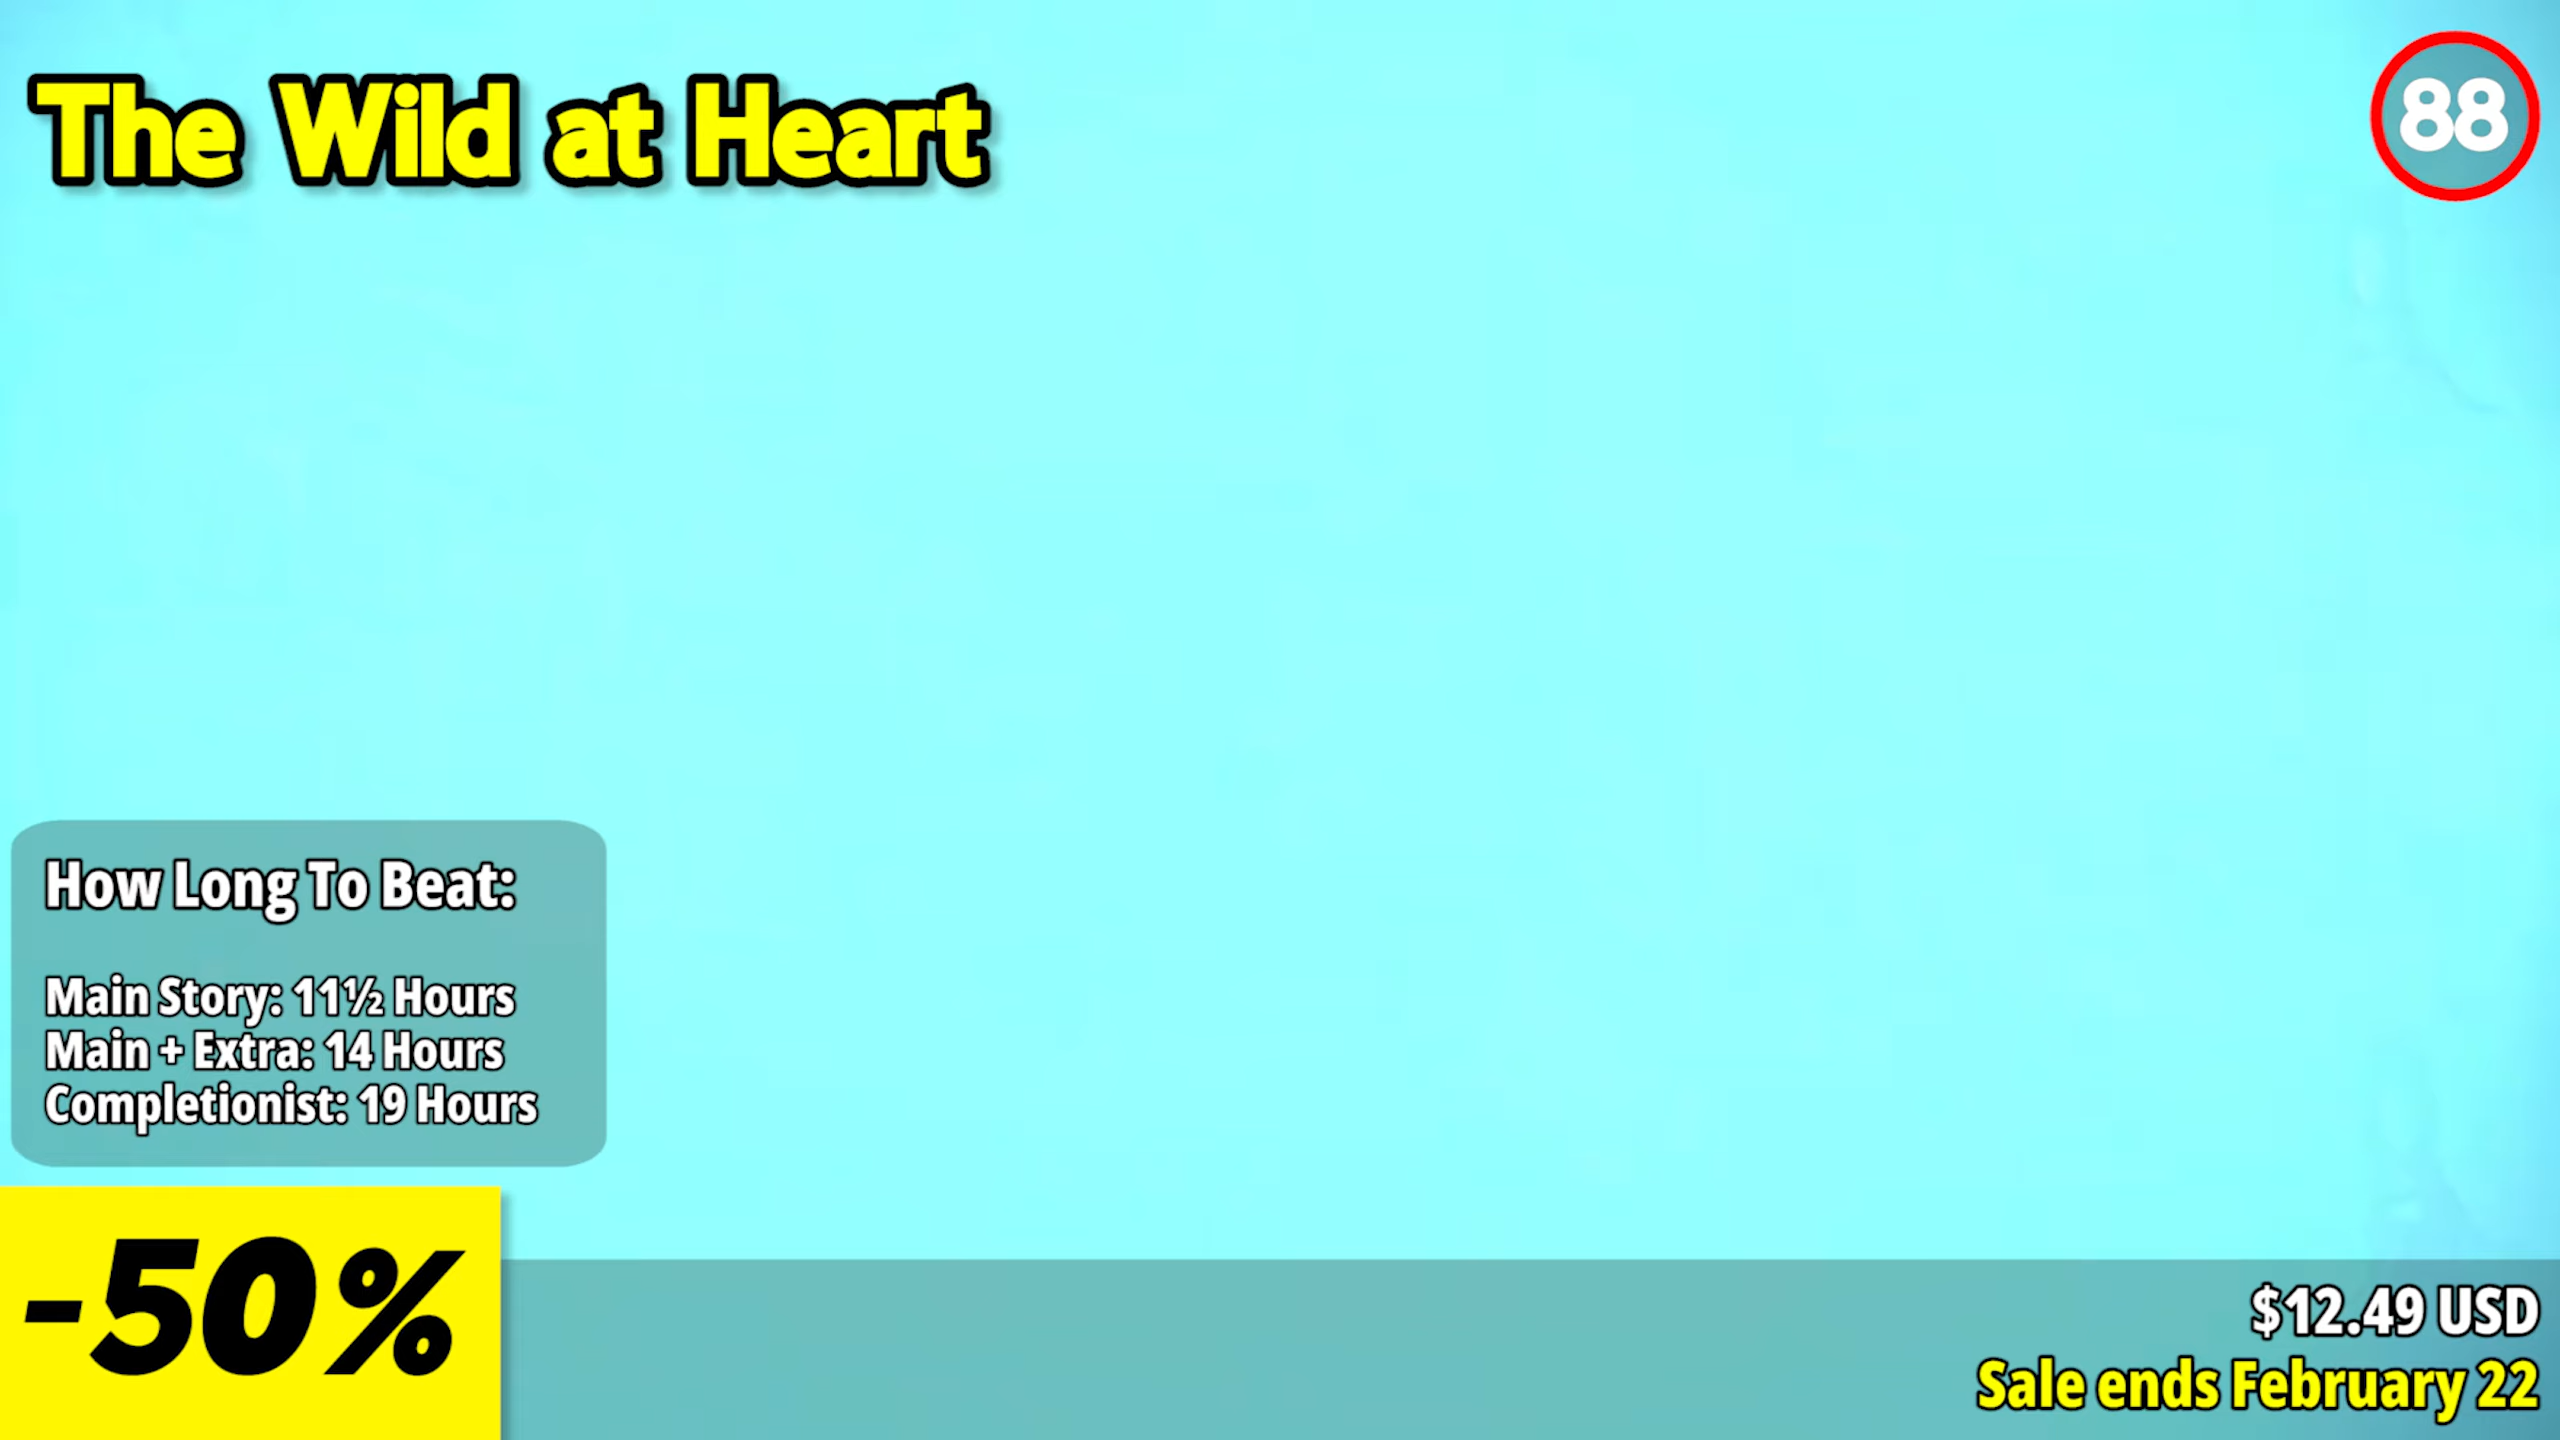 The Wild at Heart
88
How Long To Beat:
Main Story: 11½ Hours
Main + Extra: 14 Hours
Completionist: 19 Hours
-50%
$12.49 USD
Sale ends February 22